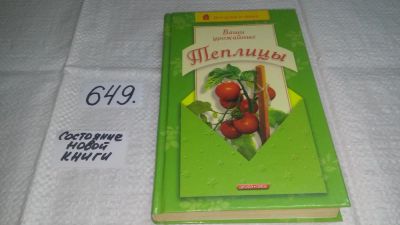 649.
Состояние
новой
книги
Ваши
урожайные
Теплицы